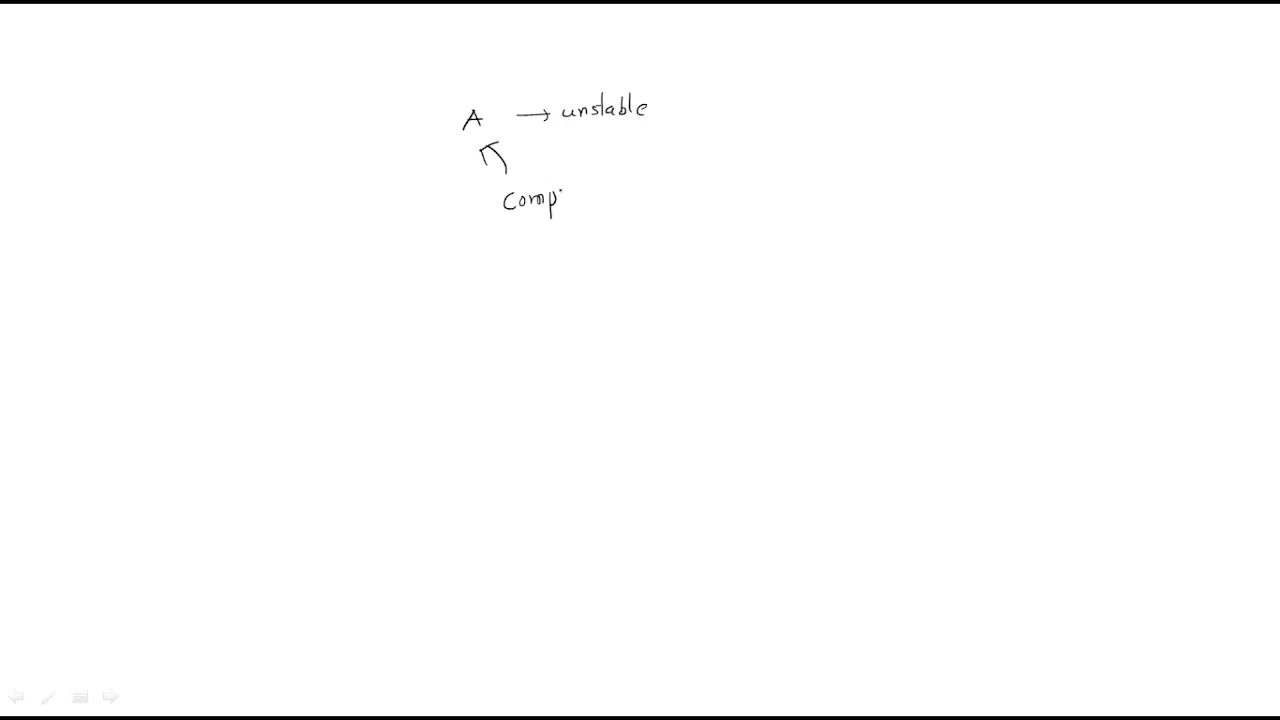 A → unstable
comp